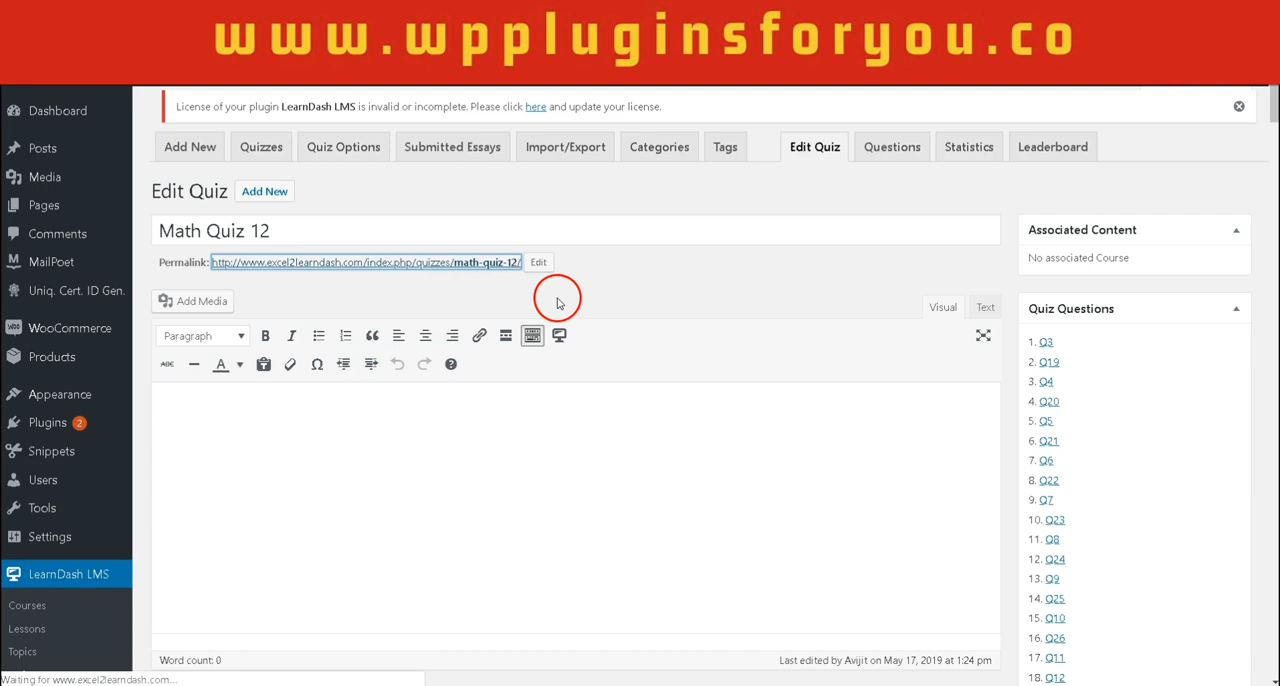 www.wppluginsforyou.co
License of your plugin LearnDash LMS is invalid or incomplete. Please click here and update your license.
Add New Quizzes Quiz Options Submitted Essays Import/Export Categories Tags Edit Quiz Questions Statistics Leaderboard
Edit Quiz Add New
Math Quiz 12
Permalink: http://www.excel2learndash.com/index.php/quizzes/math-quiz-12/ Edit
Add Media
Visual Text
Paragraph
B I
ABC A Ω
Word count: 0
Last edited by Avijit on May 17, 2019 at 1:24 pm
Associated Content
No associated Course
Quiz Questions
1. Q3
2. Q19
3. Q4
4. Q20
5. Q5
6. Q21
7. Q6
8. Q22
9. Q7
10. Q23
11. Q8
12. Q24
13. Q9
14. Q25
15. Q10
16. Q26
17. Q11
18. Q12
Dashboard
Posts
Media
Pages
Comments
MailPoet
Uniq. Cert. ID Gen.
WooCommerce
Products
Appearance
Plugins 2
Snippets
Users
Tools
Settings
LearnDash LMS
Courses
Lessons
Topics
Waiting for www.excel2learndash.com...